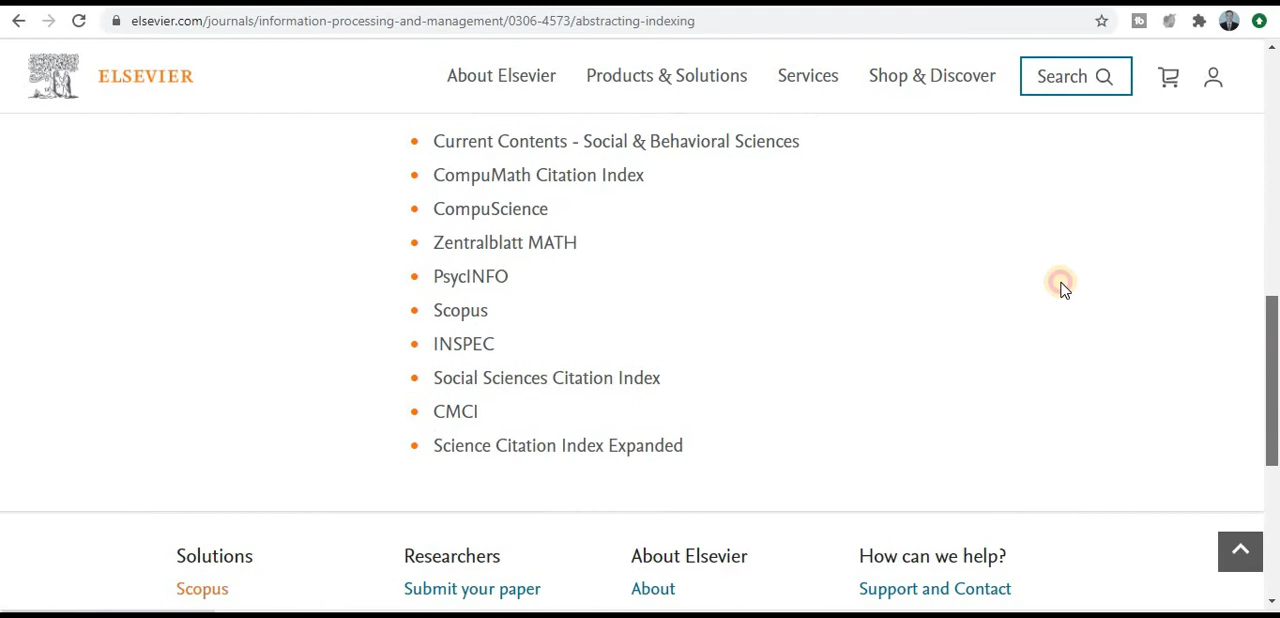 elsevier.com/journals/information-processing-and-management/0306-4573/abstracting-indexing
ELSEVIER
About Elsevier
Products & Solutions
Services
Shop & Discover
Search
Current Contents - Social & Behavioral Sciences
CompuMath Citation Index
CompuScience
Zentralblatt MATH
PsycINFO
Scopus
INSPEC
Social Sciences Citation Index
CMCI
Science Citation Index Expanded
Solutions
Researchers
About Elsevier
How can we help?
Scopus
Submit your paper
About
Support and Contact